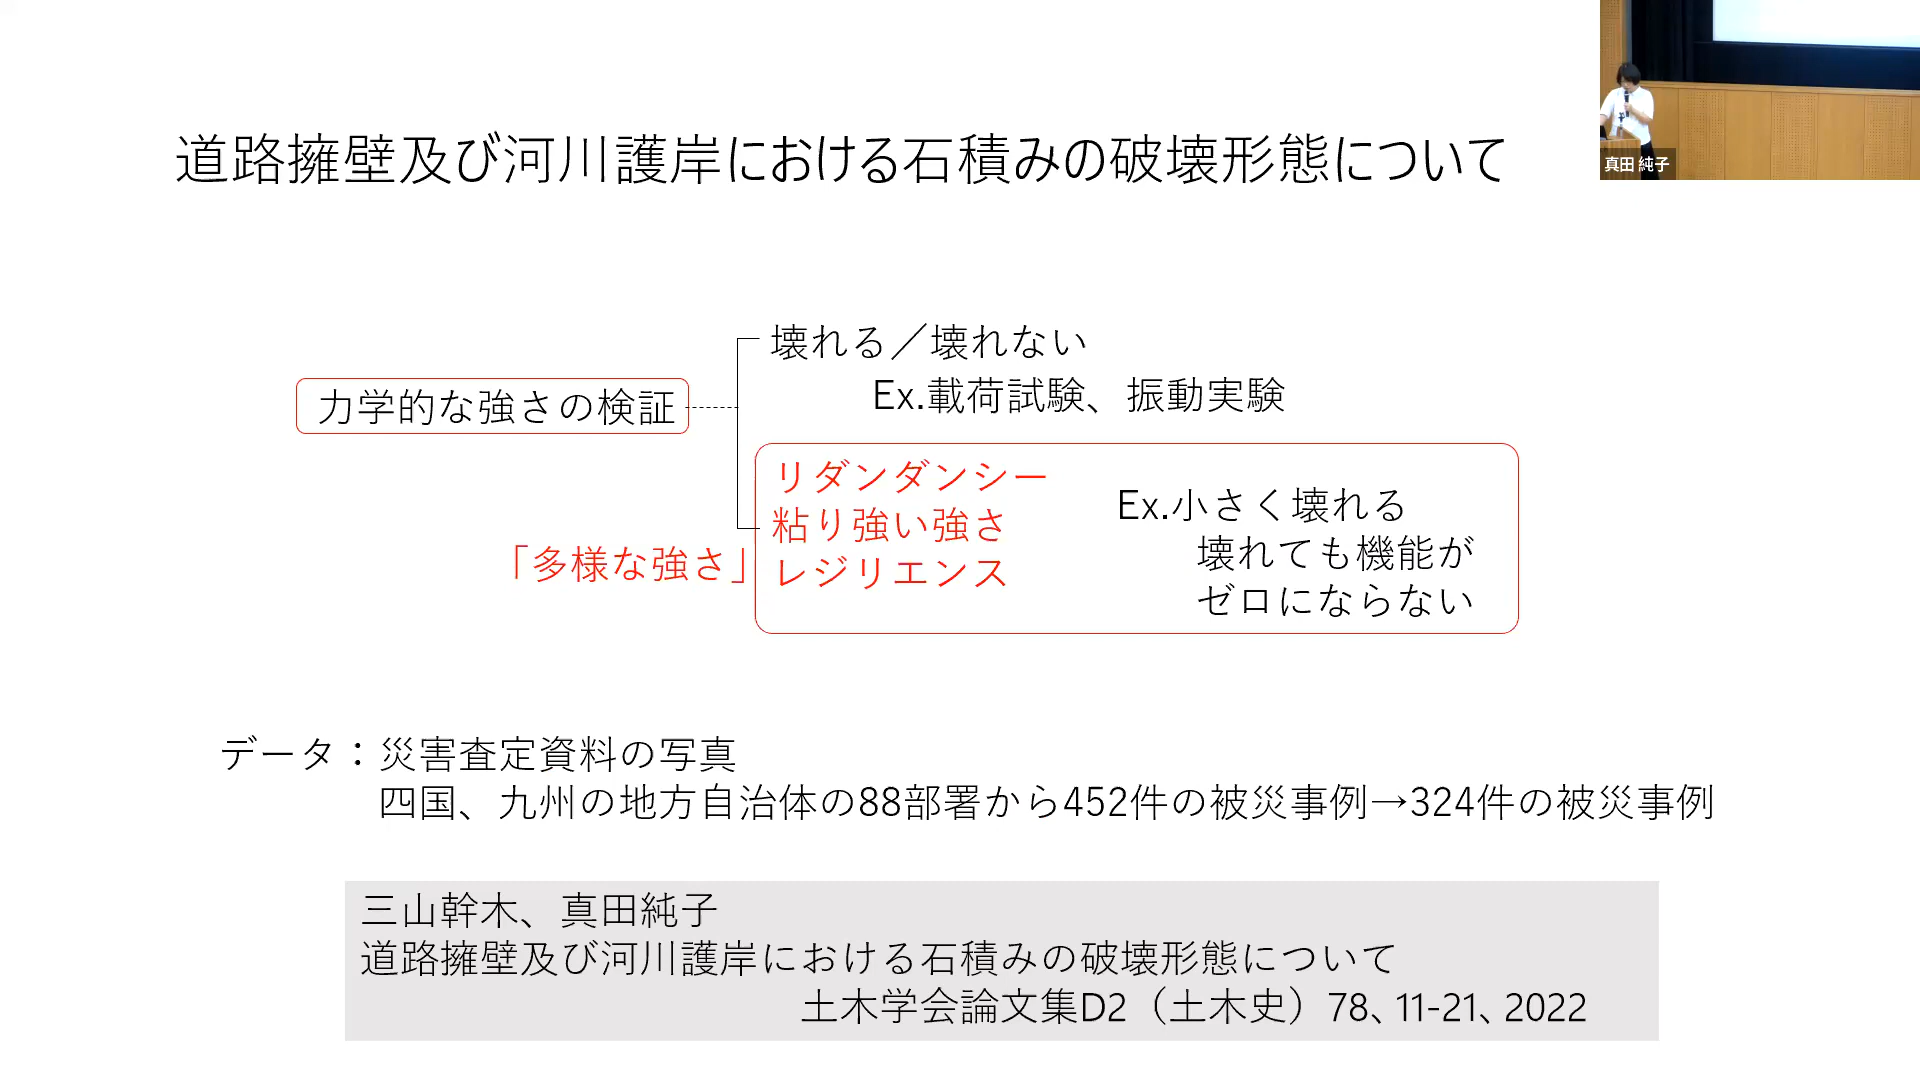 道路擁壁及び河川護岸における石積みの破壊形態について
真田 純子
壊れる／壊れない
Ex.載荷試験、振動実験
力学的な強さの検証
リダンダンシー
粘り強い強さ
レジリエンス
「多様な強さ」
Ex.小さく壊れる
壊れても機能が
ゼロにならない
データ：災害査定資料の写真
四国、九州の地方自治体の88部署から452件の被災事例→324件の被災事例
三山幹木、真田純子
道路擁壁及び河川護岸における石積みの破壊形態について
土木学会論文集D2（土木史）78、11-21、2022